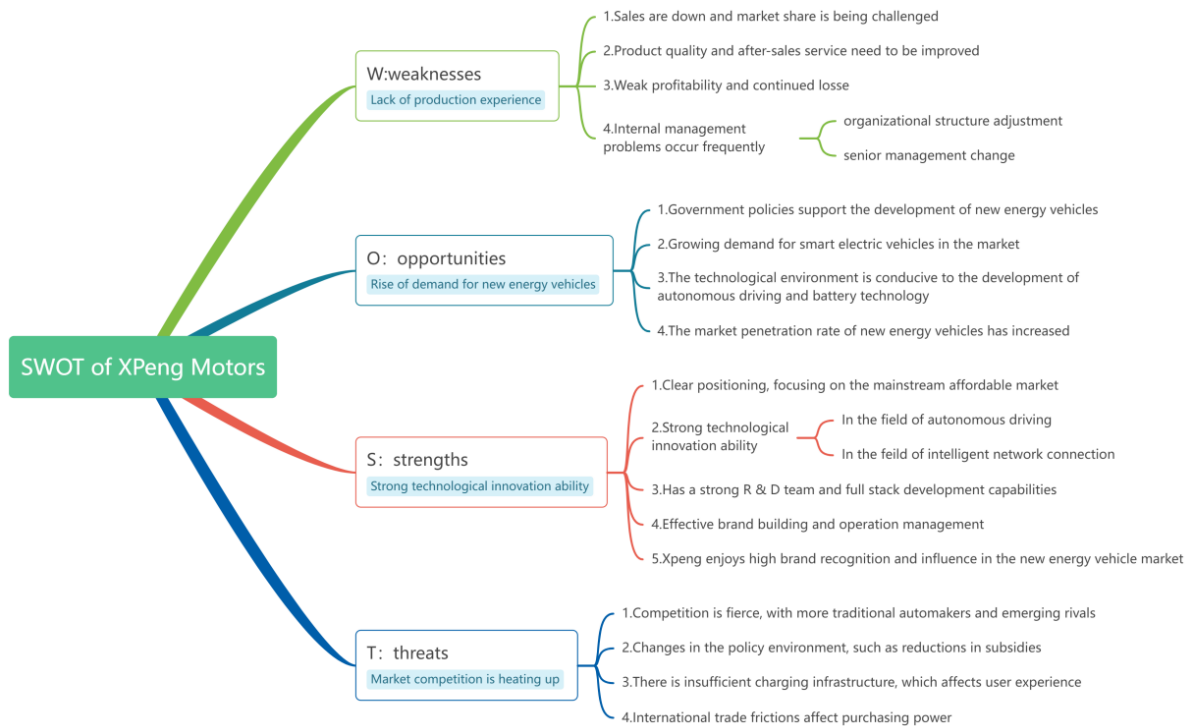 SWOT of XPeng Motors
W:weaknesses
Lack of production experience
1.Sales are down and market share is being challenged
2.Product quality and after-sales service need to be improved
3.Weak profitability and continued losse
4.Internal management
problems occur frequently
organizational structure adjustment
senior management change
O: opportunities
Rise of demand for new energy vehicles
1.Government policies support the development of new energy vehicles
2.Growing demand for smart electric vehicles in the market
3.The technological environment is conducive to the development of
autonomous driving and battery technology
4.The market penetration rate of new energy vehicles has increased
S: strengths
Strong technological innovation ability
1.Clear positioning, focusing on the mainstream affordable market
2.Strong technological
innovation ability
In the field of autonomous driving
In the feild of intelligent network connection
3.Has a strong R & D team and full stack development capabilities
4.Effective brand building and operation management
5.Xpeng enjoys high brand recognition and influence in the new energy vehicle market
T: threats
Market competition is heating up
1.Competition is fierce, with more traditional automakers and emerging rivals
2.Changes in the policy environment, such as reductions in subsidies
3.There is insufficient charging infrastructure, which affects user experience
4.International trade frictions affect purchasing power